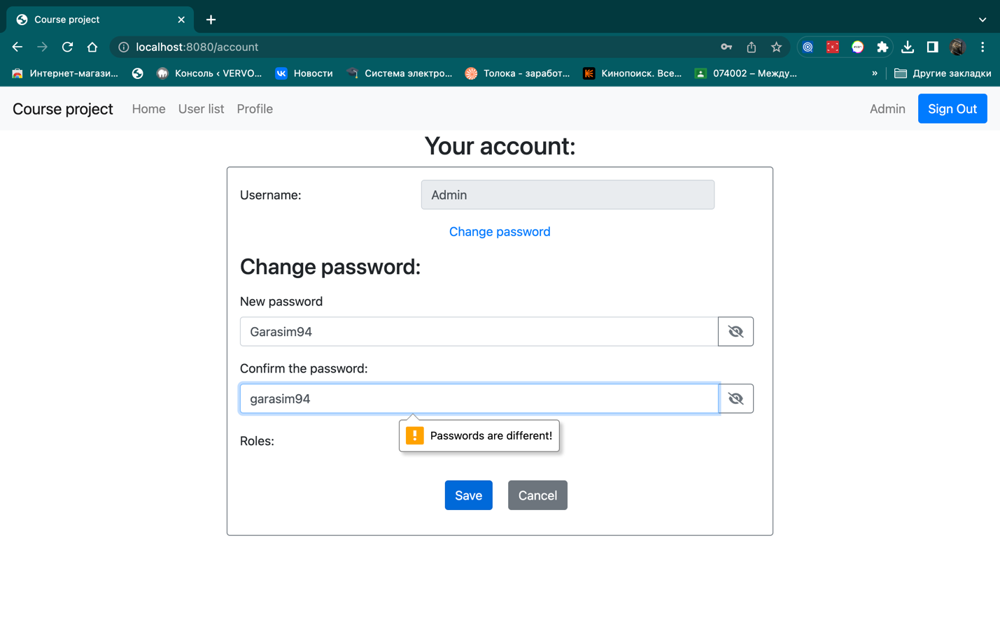 Course project
localhost:8080/account
Интернет-магази...
Консоль ‹ VERVO...
Новости
Система электро...
Толока - заработ...
Кинопоиск. Все...
074002 – Между...
»
Другие закладки
Course project
Home
User list
Profile
Admin
Sign Out
Your account:
Username:
Admin
Change password
Change password:
New password
Garasim94
Confirm the password:
garasim94
Passwords are different!
Roles:
Save
Cancel